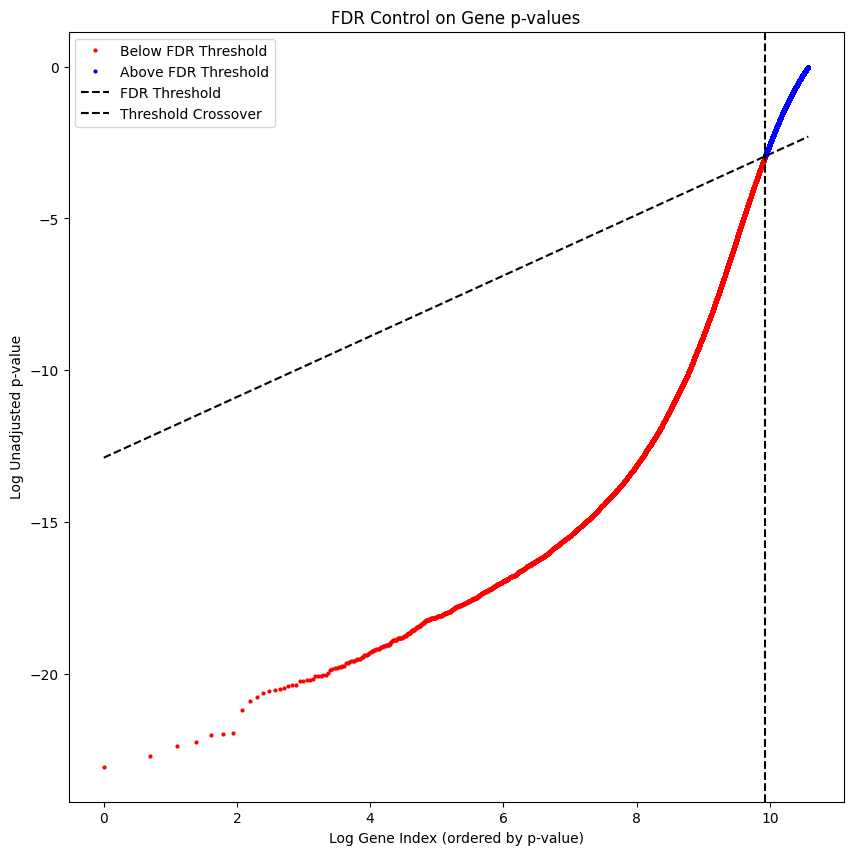 FDR Control on Gene p-values
Below FDR Threshold
Above FDR Threshold
FDR Threshold
Threshold Crossover
0
−5
−10
−15
−20
Log Unadjusted p-value
0
2
4
6
8
10
Log Gene Index (ordered by p-value)